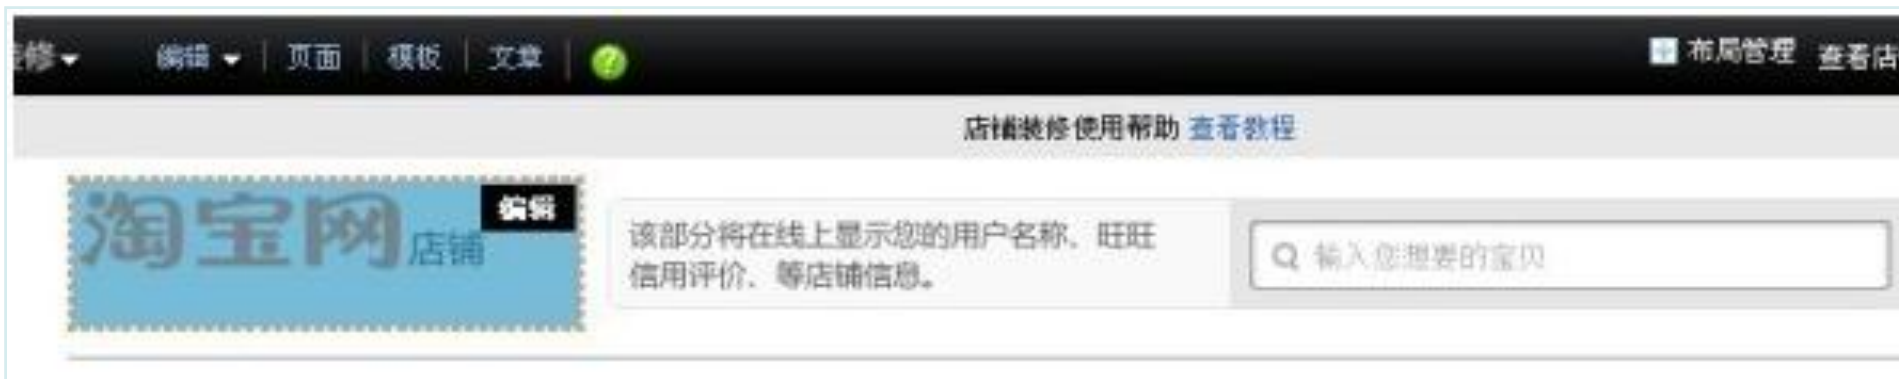 修 编辑 页面 模板 文章 ? 布局管理 查看店
店铺装修使用帮助 查看教程
淘宝网店铺 编辑
该部分将在线上显示您的用户名称、旺旺
信用评价、等店铺信息。
输入您想要的宝贝